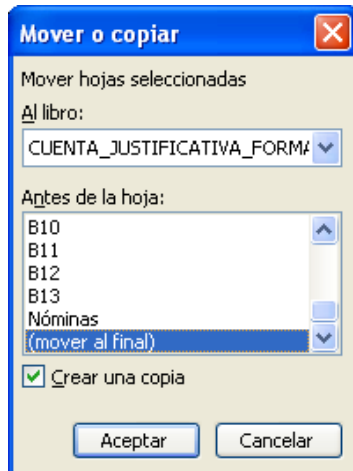 Mover o copiar
Mover hojas seleccionadas
Al libro:
CUENTA_JUSTIFICATIVA_FORMA
Antes de la hoja:
B10
B11
B12
B13
Nóminas
(mover al final)
Crear una copia
Aceptar
Cancelar